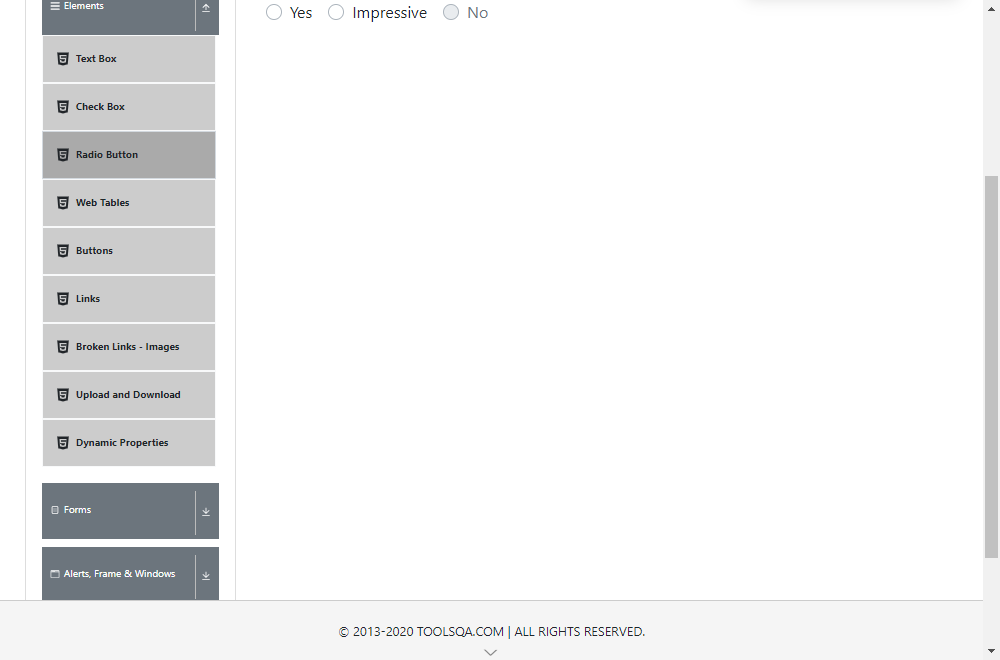 Elements
Yes Impressive No
Text Box
Check Box
Radio Button
Web Tables
Buttons
Links
Broken Links - Images
Upload and Download
Dynamic Properties
Forms
Alerts, Frame & Windows
© 2013-2020 TOOLSQA.COM | ALL RIGHTS RESERVED.